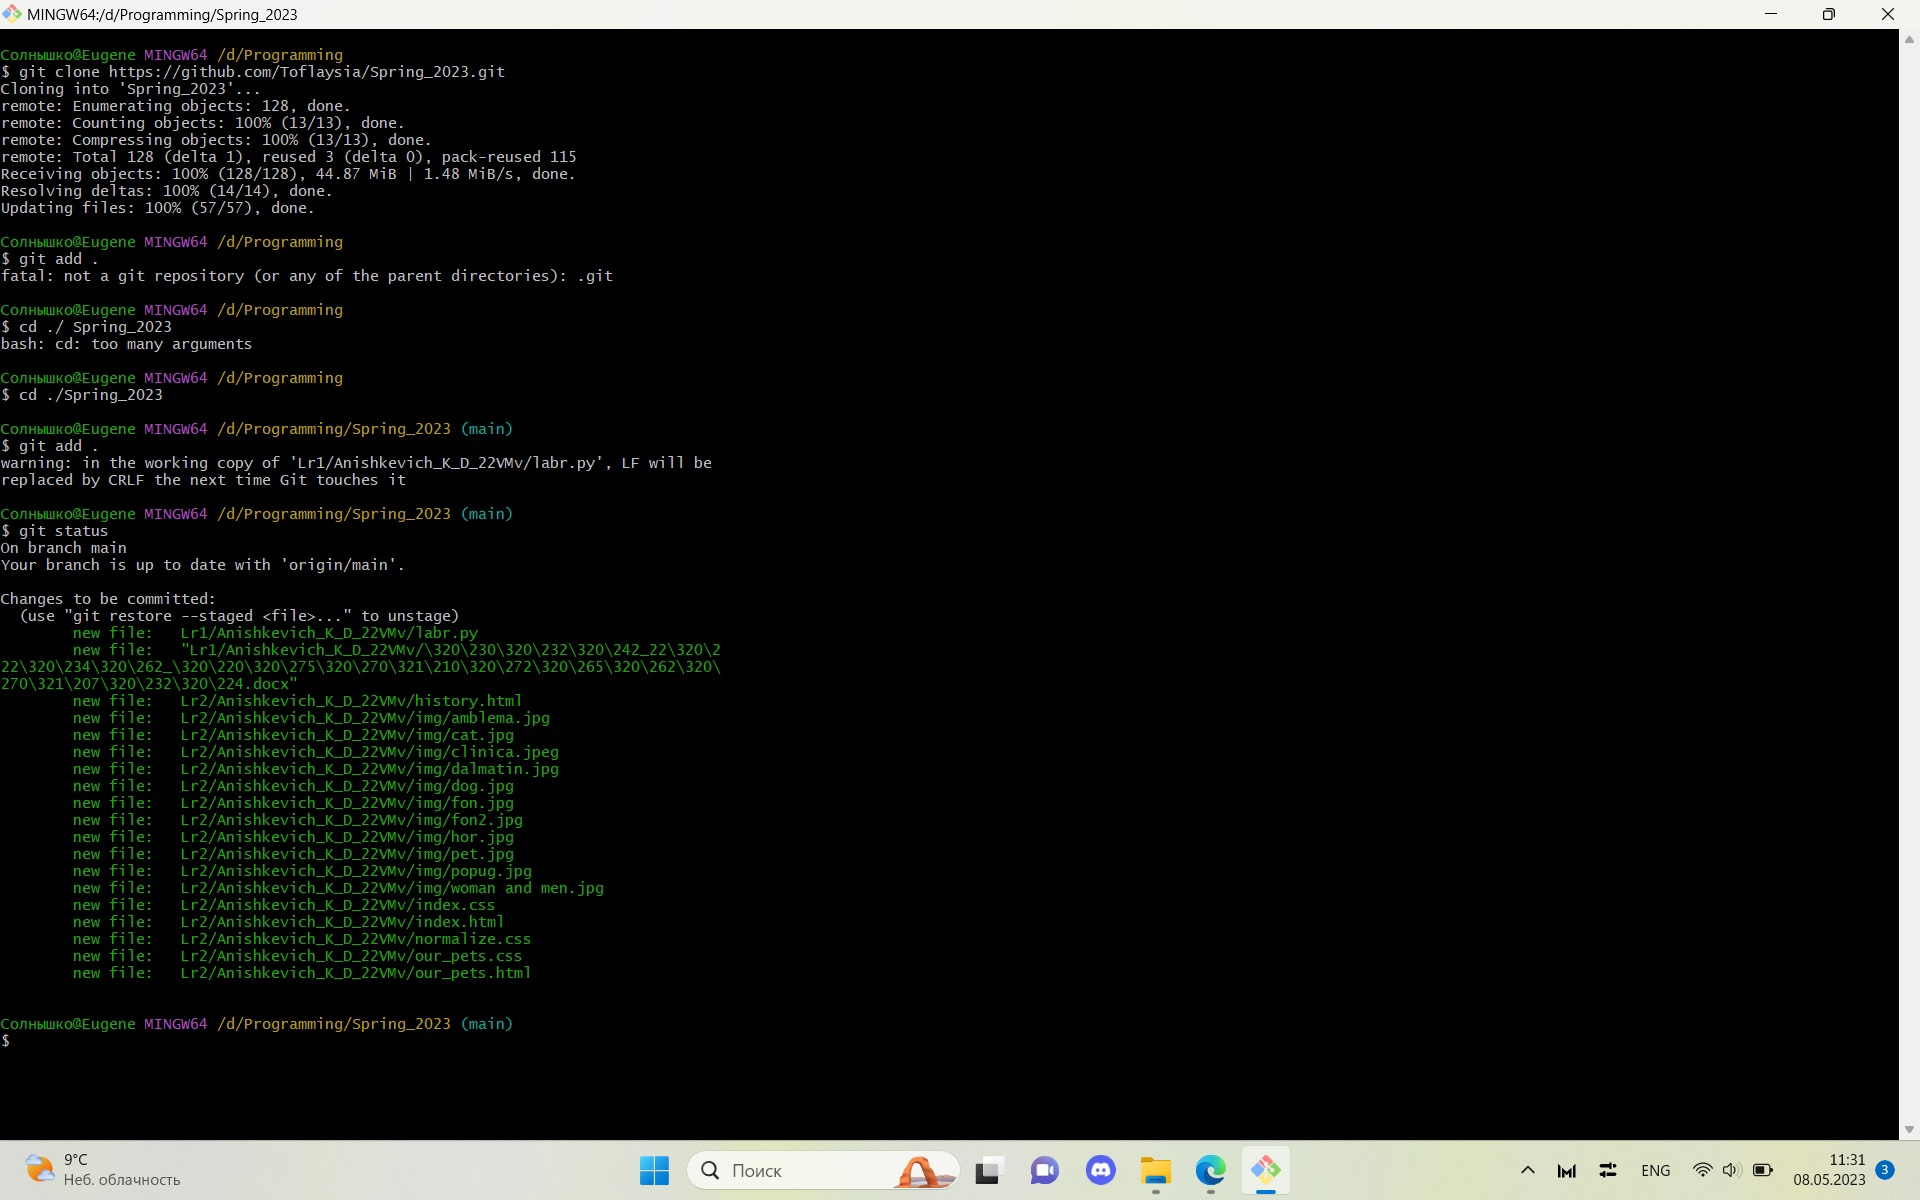 MINGW64:/d/Programming/Spring_2023
Солнышко@Eugene MINGW64 /d/Programming
$ git clone https://github.com/Toflaysia/Spring_2023.git
Cloning into 'Spring_2023'...
remote: Enumerating objects: 128, done.
remote: Counting objects: 100% (13/13), done.
remote: Compressing objects: 100% (13/13), done.
remote: Total 128 (delta 1), reused 3 (delta 0), pack-reused 115
Receiving objects: 100% (128/128), 44.87 MiB | 1.48 MiB/s, done.
Resolving deltas: 100% (14/14), done.
Updating files: 100% (57/57), done.
Солнышко@Eugene MINGW64 /d/Programming
$ git add .
fatal: not a git repository (or any of the parent directories): .git
Солнышко@Eugene MINGW64 /d/Programming
$ cd ./ Spring_2023
bash: cd: too many arguments
Солнышко@Eugene MINGW64 /d/Programming
$ cd ./Spring_2023
Солнышко@Eugene MINGW64 /d/Programming/Spring_2023 (main)
$ git add .
warning: in the working copy of 'Lr1/Anishkevich_K_D_22VMv/labr.py', LF will be
replaced by CRLF the next time Git touches it
Солнышко@Eugene MINGW64 /d/Programming/Spring_2023 (main)
$ git status
On branch main
Your branch is up to date with 'origin/main'.
Changes to be committed:
(use "git restore --staged <file>..." to unstage)
new file:   Lr1/Anishkevich_K_D_22VMv/labr.py
new file:   "Lr1/Anishkevich_K_D_22VMv/\320\230\320\232\320\242_22\320\2
22\320\234\320\262_\320\220\320\275\320\270\321\210\320\272\320\265\320\262\320\
270\321\207\320\232\320\224.docx"
new file:   Lr2/Anishkevich_K_D_22VMv/history.html
new file:   Lr2/Anishkevich_K_D_22VMv/img/amblema.jpg
new file:   Lr2/Anishkevich_K_D_22VMv/img/cat.jpg
new file:   Lr2/Anishkevich_K_D_22VMv/img/clinica.jpeg
new file:   Lr2/Anishkevich_K_D_22VMv/img/dalmatin.jpg
new file:   Lr2/Anishkevich_K_D_22VMv/img/dog.jpg
new file:   Lr2/Anishkevich_K_D_22VMv/img/fon.jpg
new file:   Lr2/Anishkevich_K_D_22VMv/img/fon2.jpg
new file:   Lr2/Anishkevich_K_D_22VMv/img/hor.jpg
new file:   Lr2/Anishkevich_K_D_22VMv/img/pet.jpg
new file:   Lr2/Anishkevich_K_D_22VMv/img/popug.jpg
new file:   Lr2/Anishkevich_K_D_22VMv/img/woman and men.jpg
new file:   Lr2/Anishkevich_K_D_22VMv/index.css
new file:   Lr2/Anishkevich_K_D_22VMv/index.html
new file:   Lr2/Anishkevich_K_D_22VMv/normalize.css
new file:   Lr2/Anishkevich_K_D_22VMv/our_pets.css
new file:   Lr2/Anishkevich_K_D_22VMv/our_pets.html
Солнышко@Eugene MINGW64 /d/Programming/Spring_2023 (main)
$
9°C
Неб. облачность
Поиск
ENG
11:31
08.05.2023
3